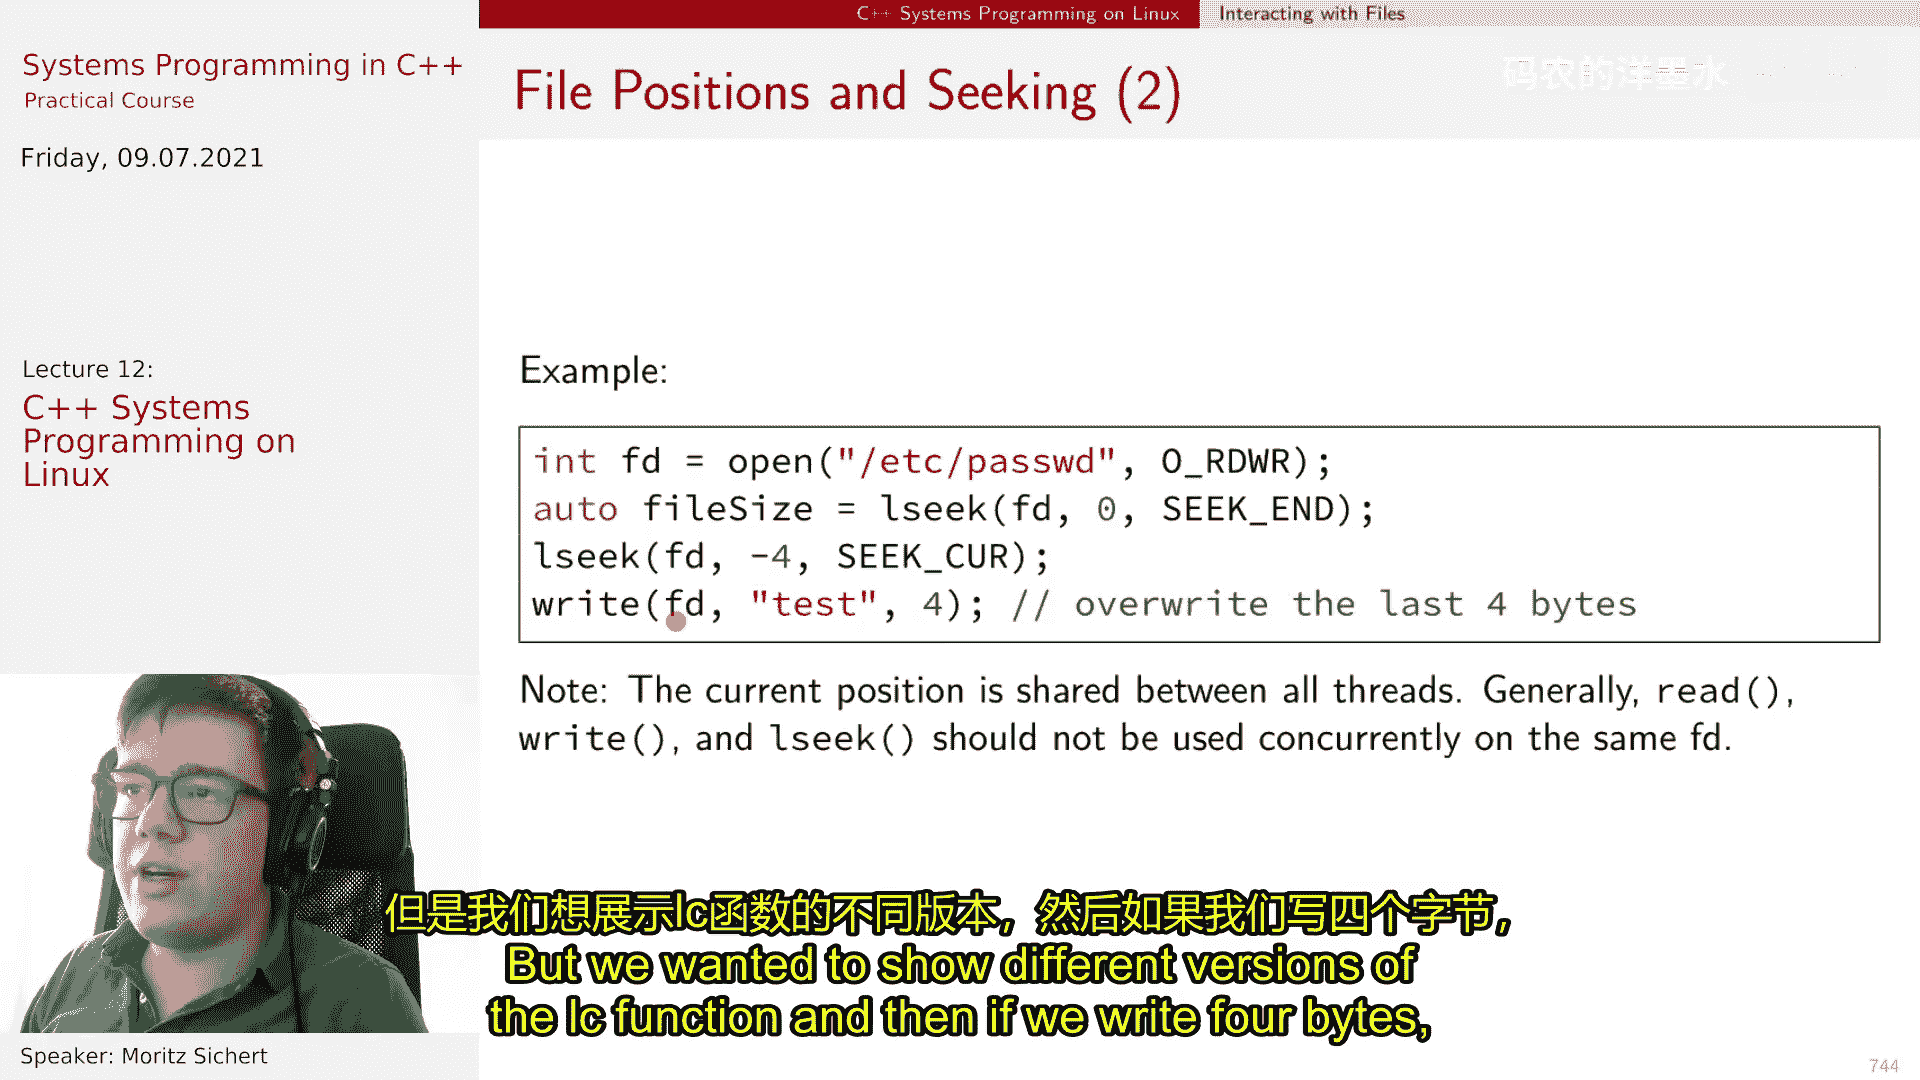 C++ Systems Programming on Linux
Interacting with Files
Systems Programming in C++
Practical Course
Friday, 09.07.2021
File Positions and Seeking (2)
码农的洋墨水
Lecture 12:
C++ Systems
Programming on
Linux
Example:
int fd = open("/etc/passwd", O_RDWR);
auto fileSize = lseek(fd, 0, SEEK_END);
lseek(fd, -4, SEEK_CUR);
write(fd, "test", 4); // overwrite the last 4 bytes
Note: The current position is shared between all threads. Generally, read(),
write(), and lseek() should not be used concurrently on the same fd.
但是我们想展示lc函数的不同版本，然后如果我们写四个字节，
But we wanted to show different versions of
the lc function and then if we write four bytes,
Speaker: Moritz Sichert
744